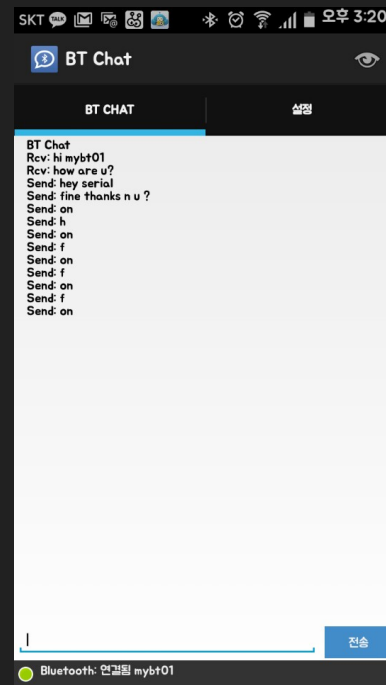 SKT TALK 오후 3:20
BT Chat
BT CHAT 설정
BT Chat
Rcv: hi mybt01
Rcv: how are u?
Send: hey serial
Send: fine thanks n u ?
Send: on
Send: h
Send: on
Send: f
Send: on
Send: f
Send: on
Send: f
Send: on
전송
Bluetooth: 연결됨 mybt01